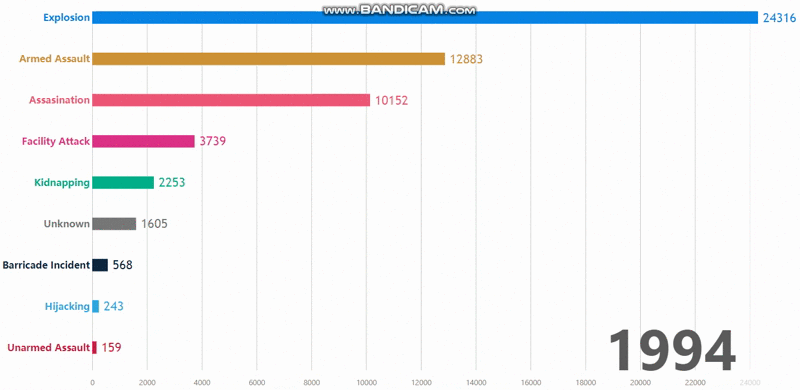 www.BANDICAM.com
Explosion 24316
Armed Assault 12883
Assasination 10152
Facility Attack 3739
Kidnapping 2253
Unknown 1605
Barricade Incident 568
Hijacking 243
Unarmed Assault 159
1994
0 2000 4000 6000 8000 10000 12000 14000 16000 18000 20000 22000 24000